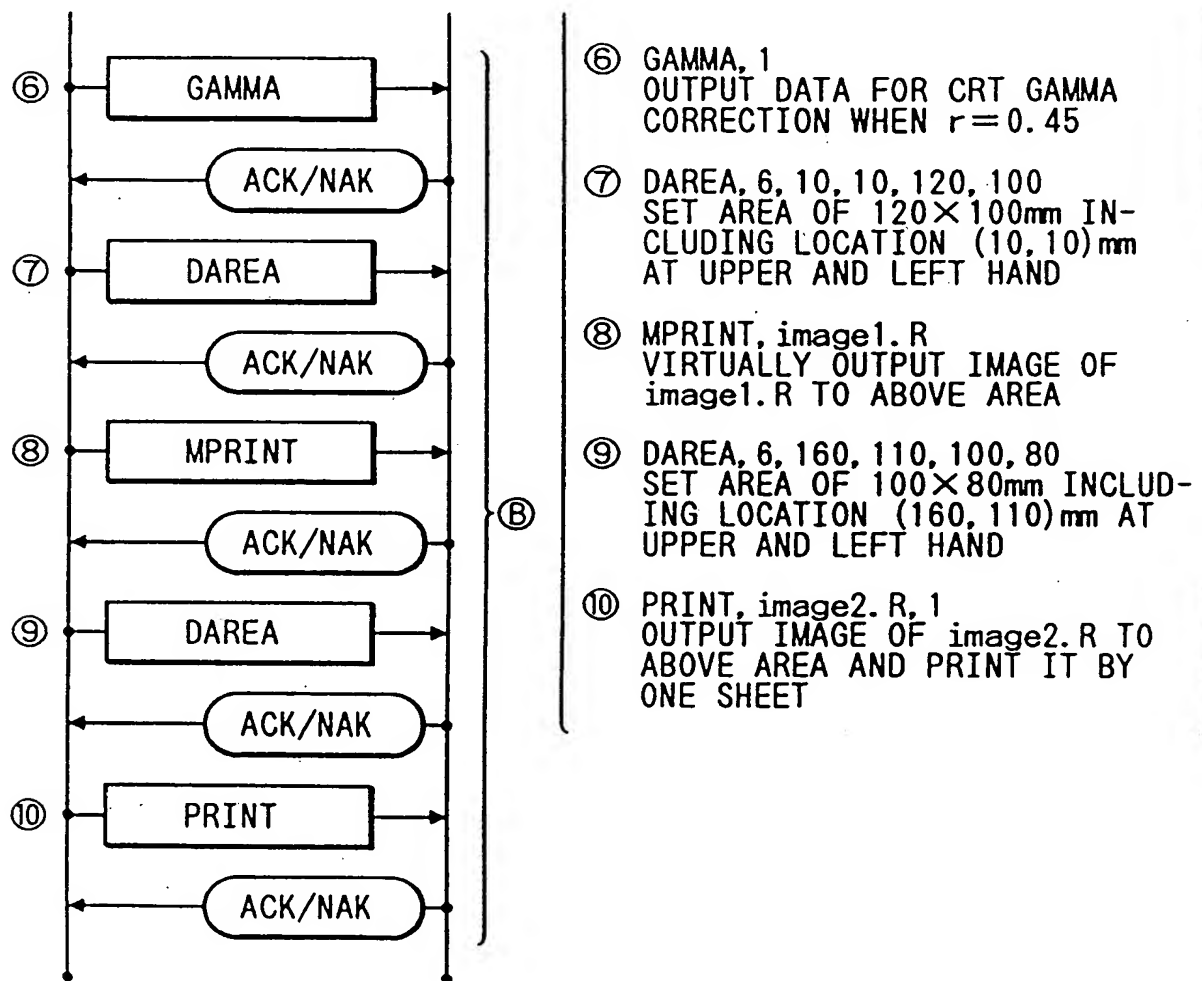 ⑥ GAMMA
ACK/NAK
⑦ DAREA
ACK/NAK
⑧ MPRINT
ACK/NAK
⑨ DAREA
ACK/NAK
⑩ PRINT
ACK/NAK
Ⓑ
⑥ GAMMA, 1
OUTPUT DATA FOR CRT GAMMA
CORRECTION WHEN r=0.45
⑦ DAREA, 6, 10, 10, 120, 100
SET AREA OF 120×100mm IN-
CLUDING LOCATION (10, 10)mm
AT UPPER AND LEFT HAND
⑧ MPRINT, image1.R
VIRTUALLY OUTPUT IMAGE OF
image1.R TO ABOVE AREA
⑨ DAREA, 6, 160, 110, 100, 80
SET AREA OF 100×80mm INCLUD-
ING LOCATION (160, 110)mm AT
UPPER AND LEFT HAND
⑩ PRINT, image2.R, 1
OUTPUT IMAGE OF image2.R TO
ABOVE AREA AND PRINT IT BY
ONE SHEET